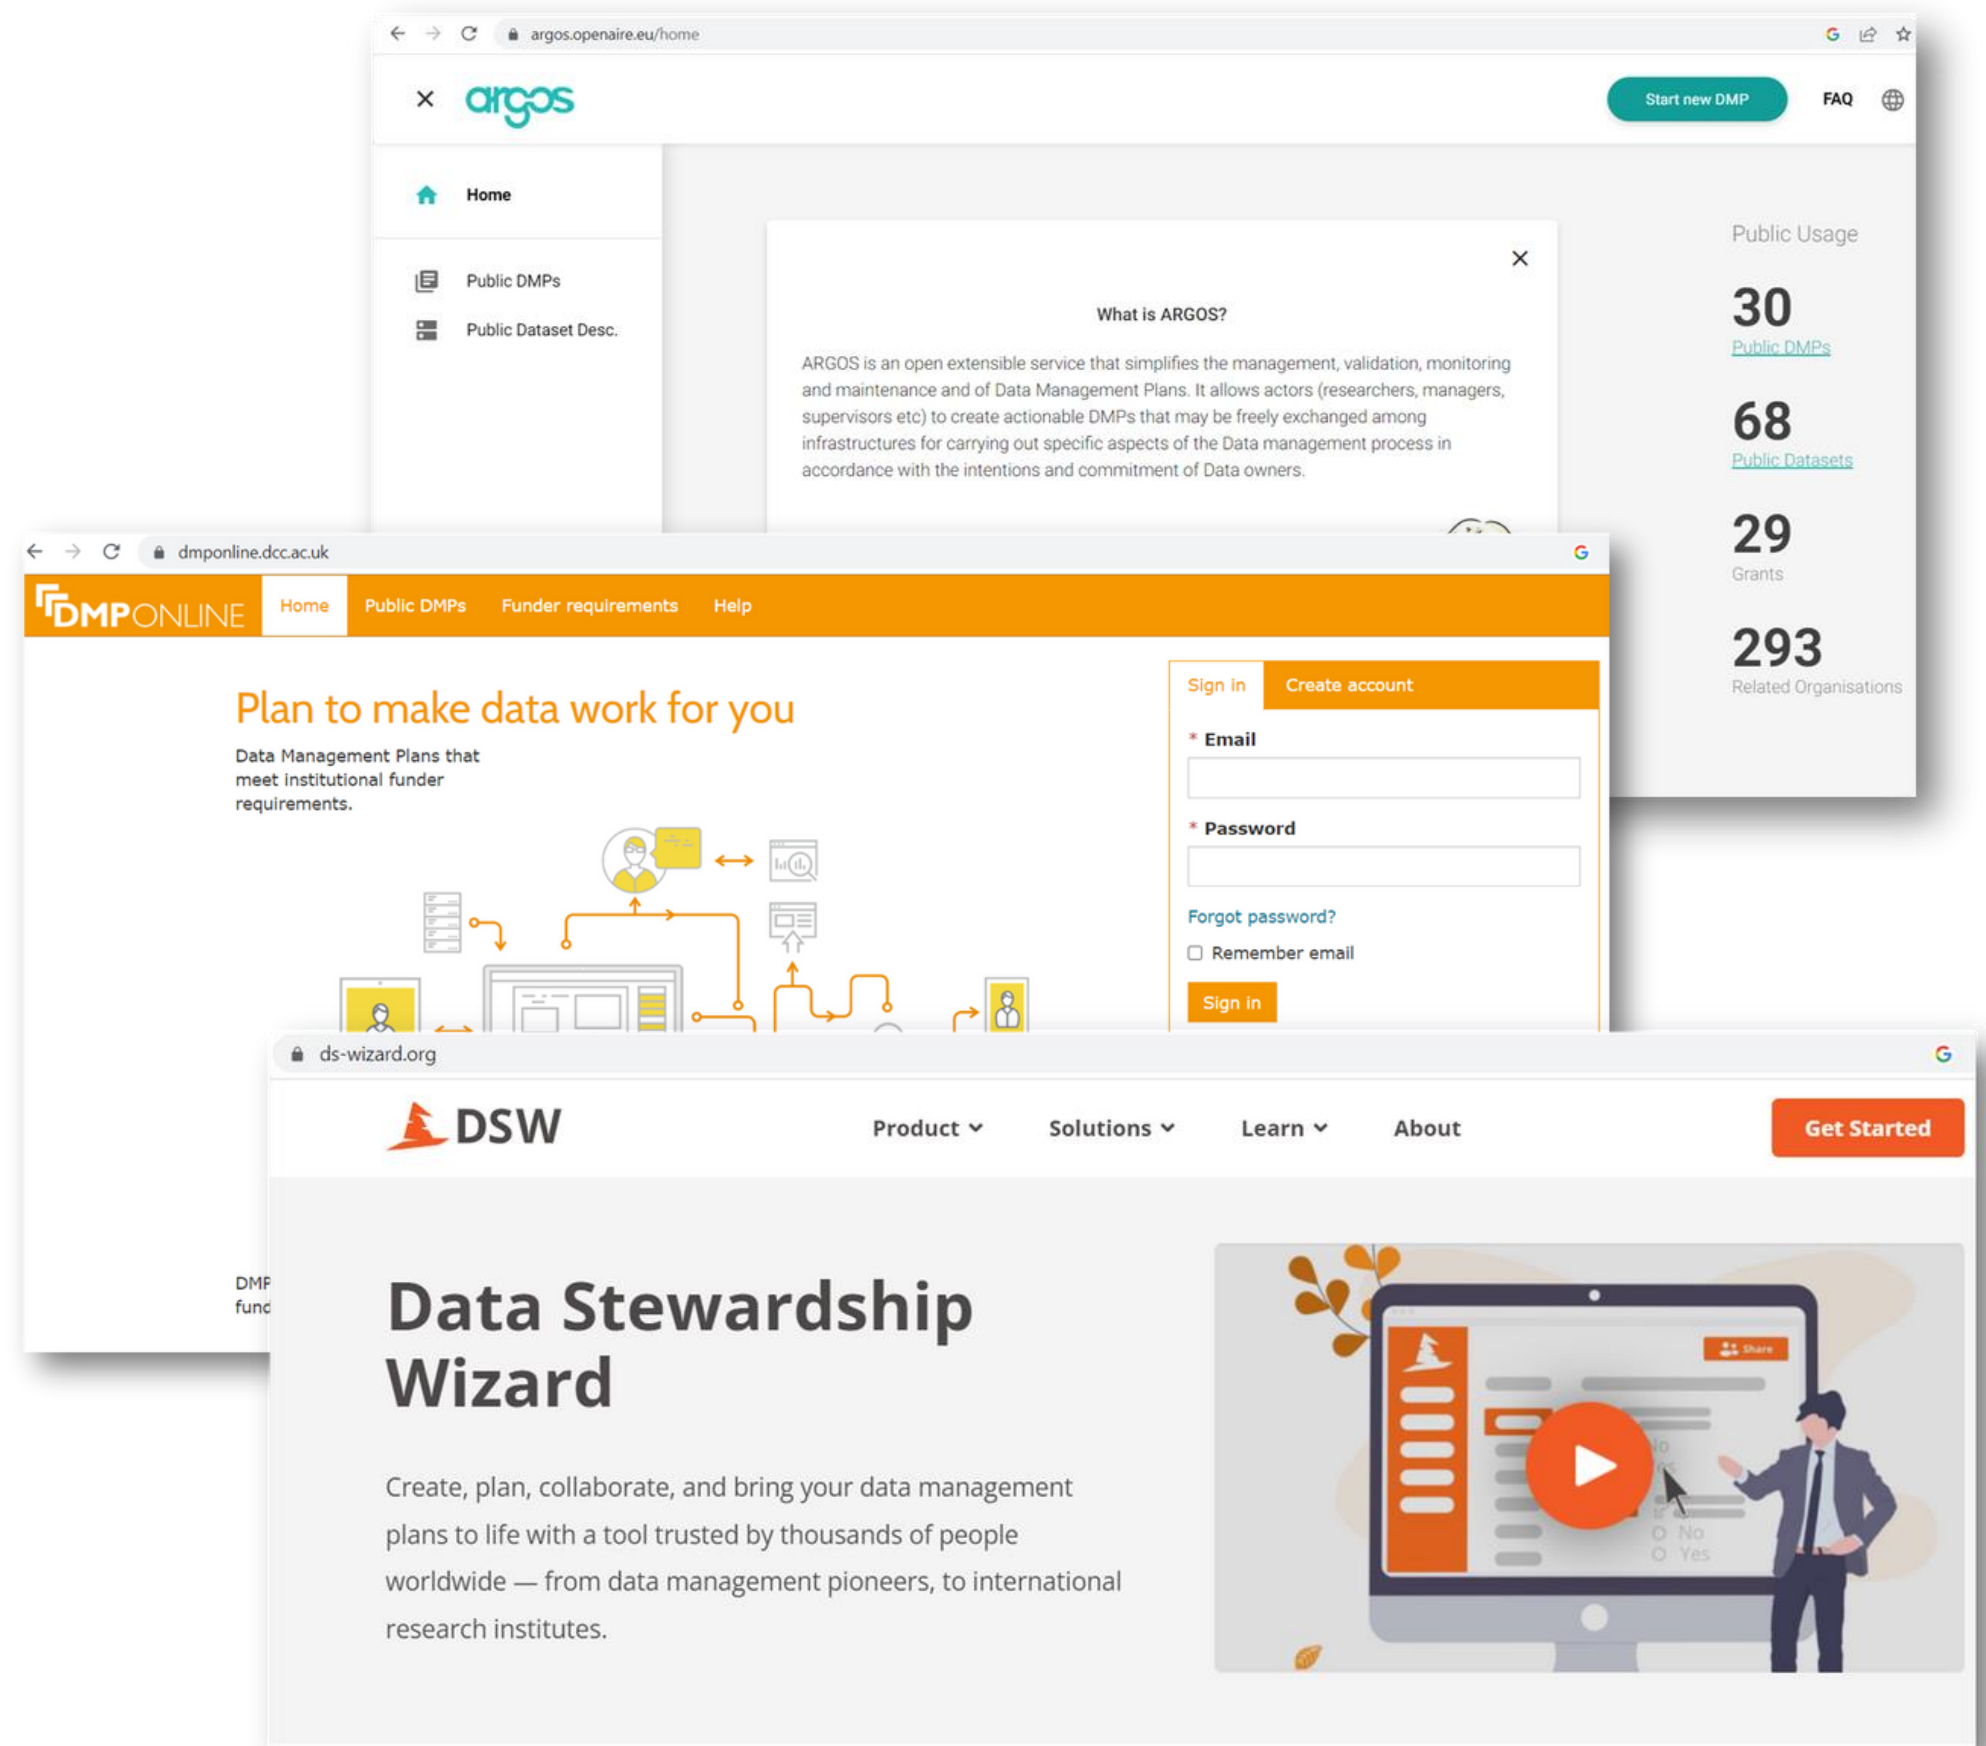 argos.openaire.eu/home
argos
Start new DMP
FAQ
Home
Public DMPs
Public Dataset Desc.
What is ARGOS?
ARGOS is an open extensible service that simplifies the management, validation, monitoring
and maintenance and of Data Management Plans. It allows actors (researchers, managers,
supervisors etc) to create actionable DMPs that may be freely exchanged among
infrastructures for carrying out specific aspects of the Data management process in
accordance with the intentions and commitment of Data owners.
Public Usage
30
Public DMPs
68
Public Datasets
29
Grants
293
Related Organisations
dmponline.dcc.ac.uk
DMPONLINE
Home
Public DMPs
Funder requirements
Help
Plan to make data work for you
Data Management Plans that
meet institutional funder
requirements.
Sign in
Create account
* Email
* Password
Forgot password?
Remember email
Sign in
DMP
fund
ds-wizard.org
DSW
Product
Solutions
Learn
About
Get Started
Data Stewardship
Wizard
Create, plan, collaborate, and bring your data management
plans to life with a tool trusted by thousands of people
worldwide — from data management pioneers, to international
research institutes.
Share
No
Yes
No
Yes